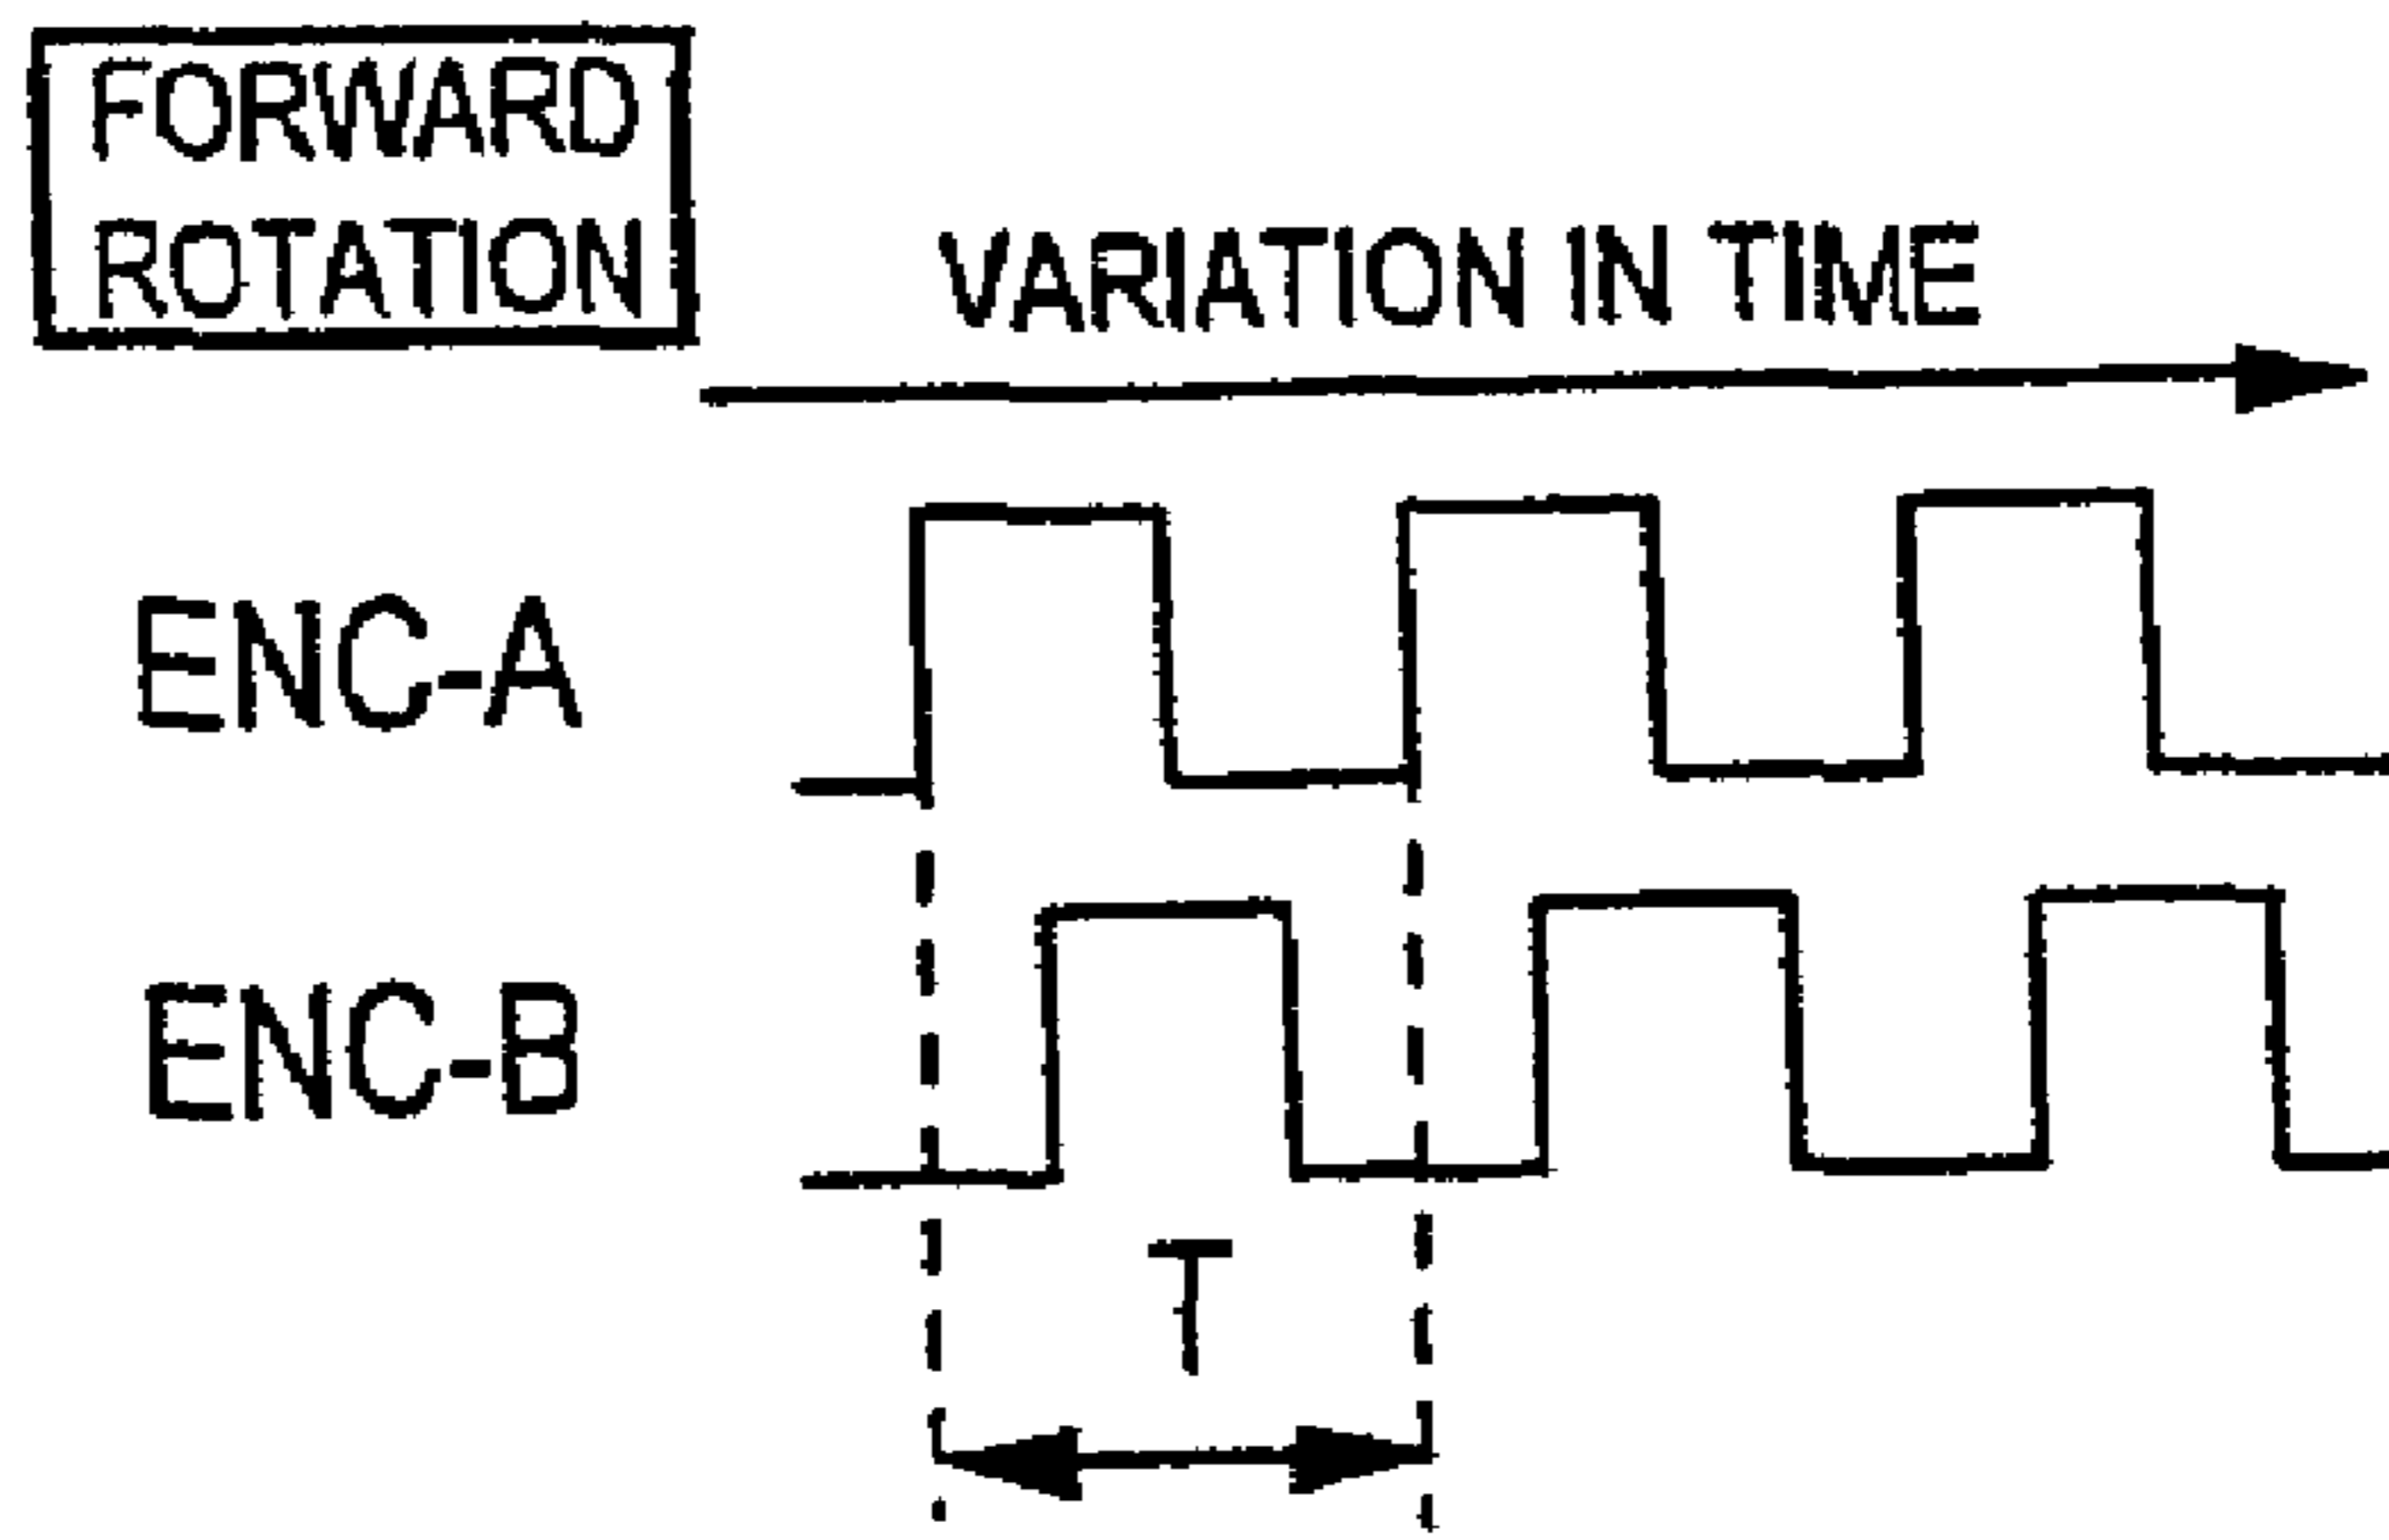 FORWARD
ROTATION
VARIATION IN TIME
ENC-A
ENC-B
T